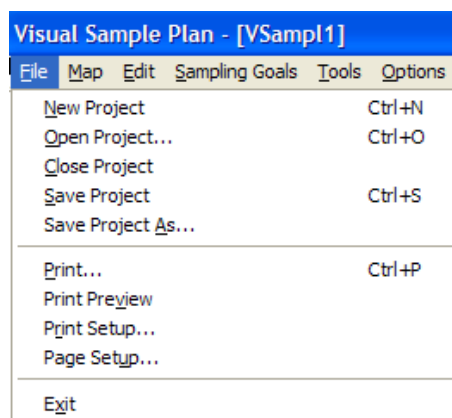 Visual Sample Plan - [VSampl1]
File Map Edit Sampling Goals Tools Options
New Project Ctrl+N
Open Project... Ctrl+O
Close Project
Save Project Ctrl+S
Save Project As...
Print... Ctrl+P
Print Preview
Print Setup...
Page Setup...
Exit